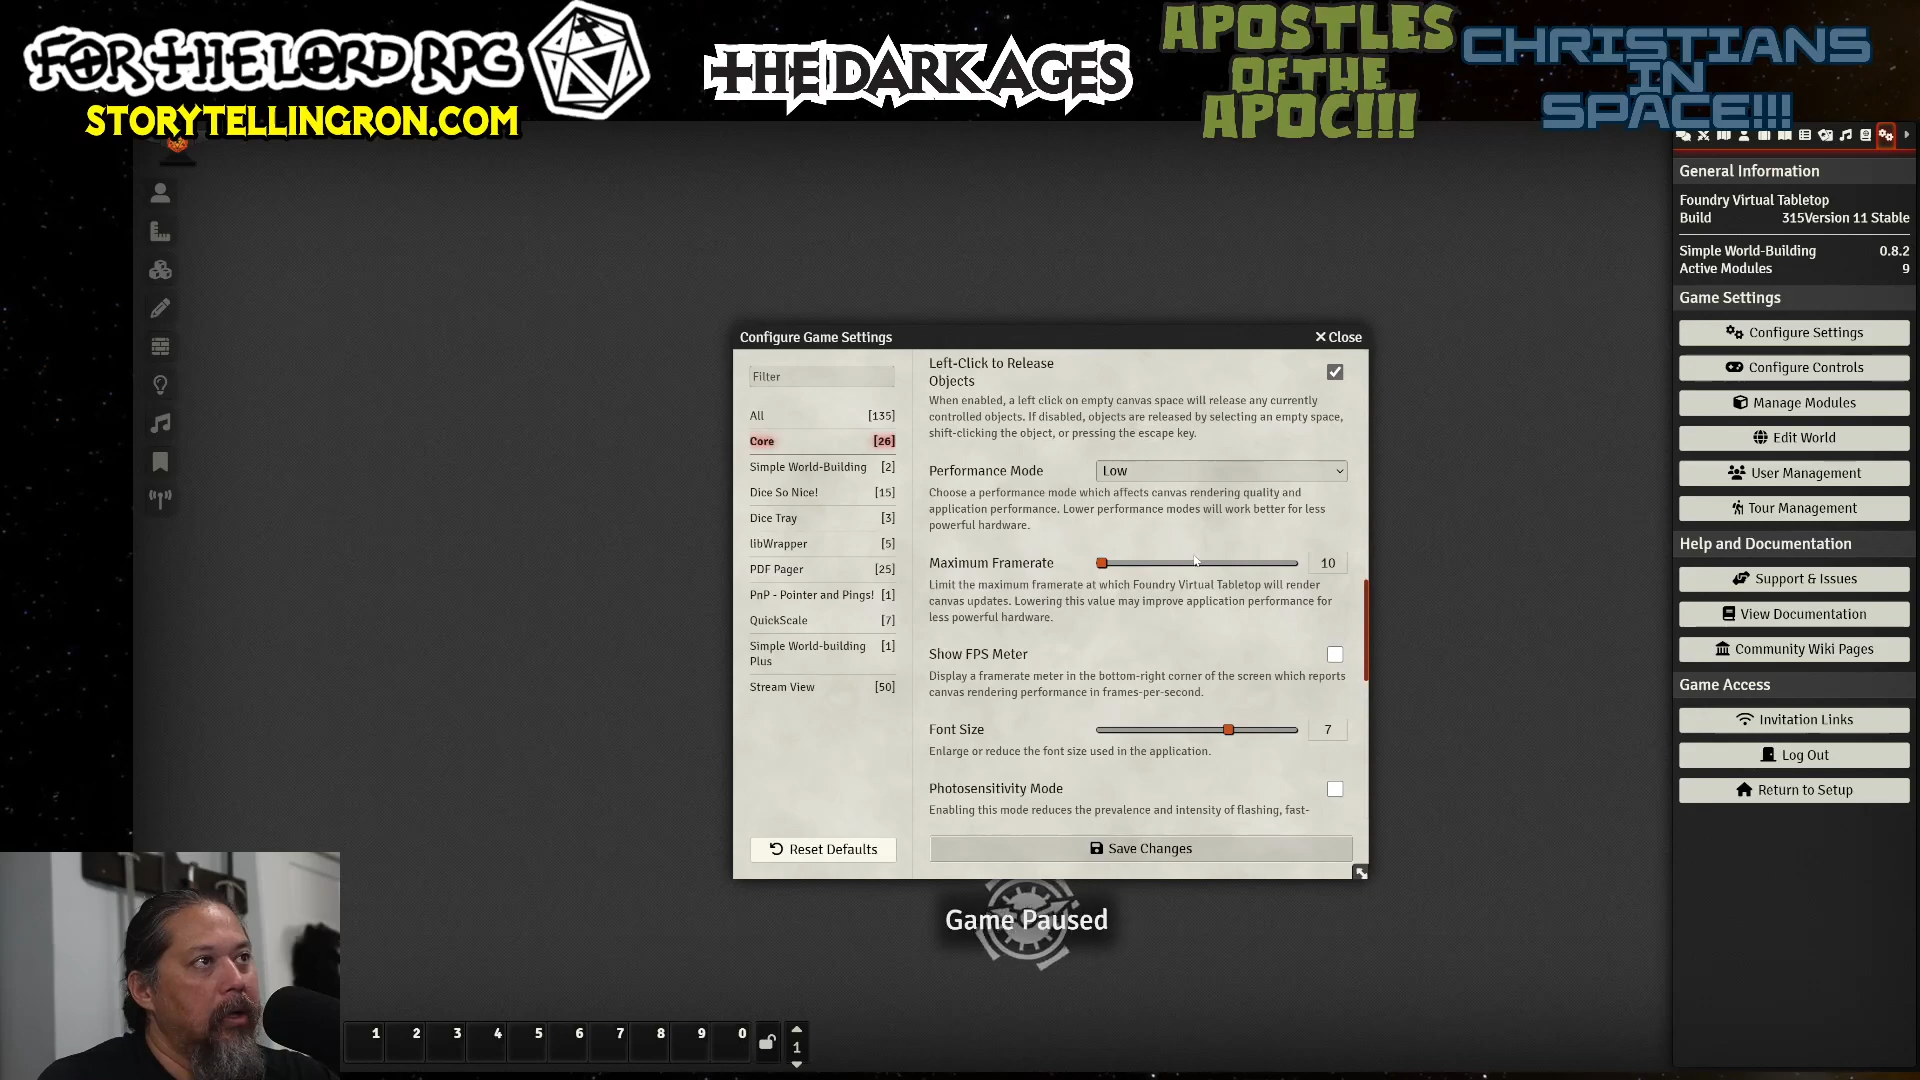 FOR THE LORD RPG
STORYTELLINGRON.COM
THE DARK AGES
APOSTLES
OF THE
APOC!!!
CHRISTIANS
IN
SPACE!!!
General Information
Foundry Virtual Tabletop
Build 315Version 11 Stable
Simple World-Building 0.8.2
Active Modules 9
Game Settings
Configure Settings
Configure Controls
Manage Modules
Edit World
User Management
Tour Management
Help and Documentation
Support & Issues
View Documentation
Community Wiki Pages
Game Access
Invitation Links
Log Out
Return to Setup
Configure Game Settings
Close
Filter
All [135]
Core [26]
Simple World-Building [2]
Dice So Nice! [15]
Dice Tray [3]
libWrapper [5]
PDF Pager [25]
PnP - Pointer and Pings! [1]
QuickScale [7]
Simple World-building [1]
Plus
Stream View [50]
Reset Defaults
Left-Click to Release
Objects
When enabled, a left click on empty canvas space will release any currently
controlled objects. If disabled, objects are released by selecting an empty space,
shift-clicking the object, or pressing the escape key.
Performance Mode Low
Choose a performance mode which affects canvas rendering quality and
application performance. Lower performance modes will work better for less
powerful hardware.
Maximum Framerate 10
Limit the maximum framerate at which Foundry Virtual Tabletop will render
canvas updates. Lowering this value may improve application performance for
less powerful hardware.
Show FPS Meter
Display a framerate meter in the bottom-right corner of the screen which reports
canvas rendering performance in frames-per-second.
Font Size 7
Enlarge or reduce the font size used in the application.
Photosensitivity Mode
Enabling this mode reduces the prevalence and intensity of flashing, fast-
Save Changes
Game Paused
1 2 3 4 5 6 7 8 9 0
1